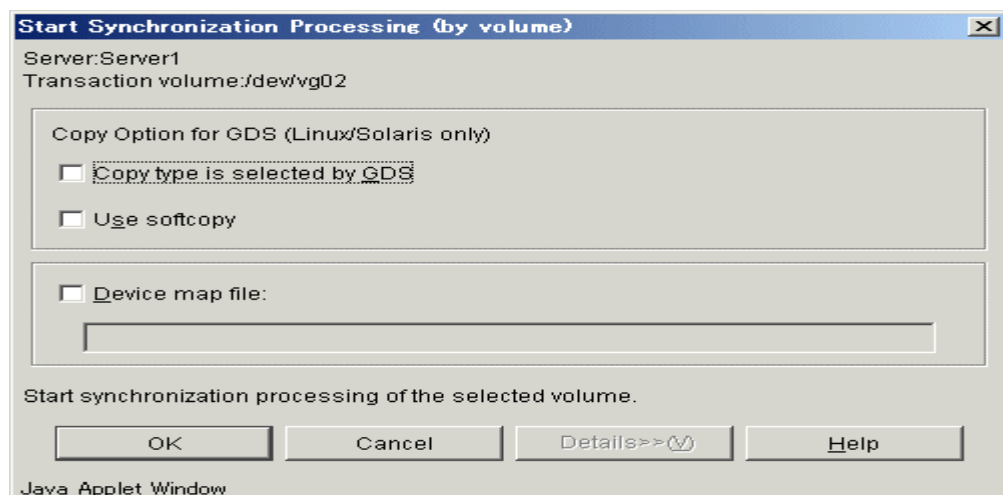 Start Synchronization Processing (by volume)
Server:Server1
Transaction volume:/dev/vg02
Copy Option for GDS (Linux/Solaris only)
Copy type is selected by GDS
Use softcopy
Device map file:
Start synchronization processing of the selected volume.
OK Cancel Details>>(V) Help
Java Applet Window